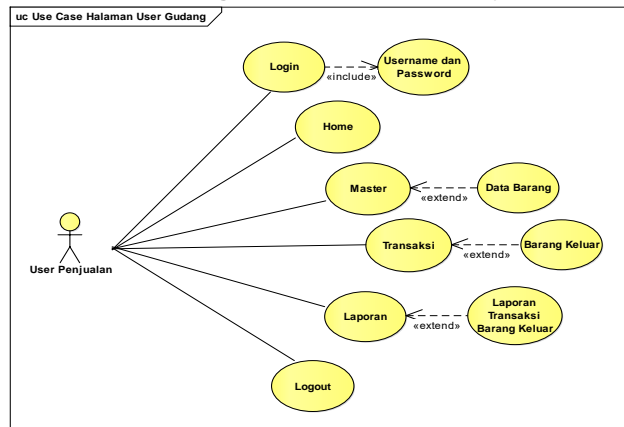 uc Use Case Halaman User Gudang
Login
«include»
Username dan
Password
Home
Master
«extend»
Data Barang
User Penjualan
Transaksi
«extend»
Barang Keluar
Laporan
«extend»
Laporan
Transaksi
Barang Keluar
Logout